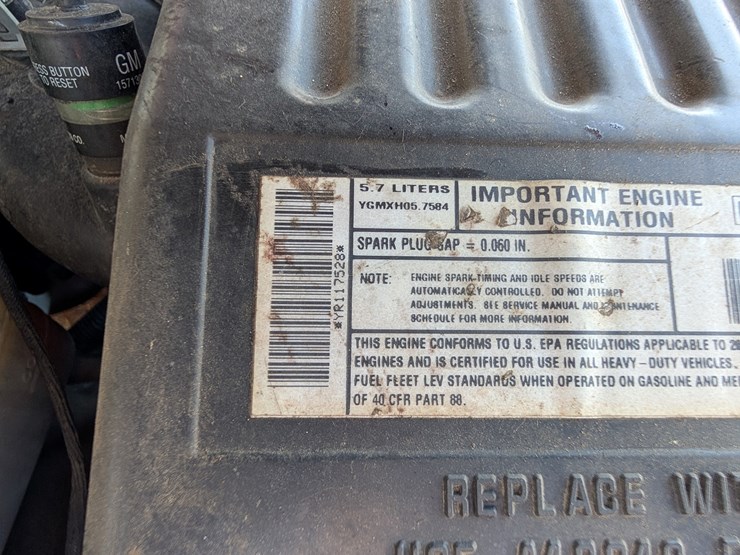 PRESS BUTTON
TO RESET
GM
5.7 LITERS
YGMXH05.7584
IMPORTANT ENGINE
INFORMATION
SPARK PLUG GAP = 0.060 IN.
NOTE: ENGINE SPARK TIMING AND IDLE SPEEDS ARE
AUTOMATICALLY CONTROLLED. DO NOT ATTEMPT
ADJUSTMENTS. SEE SERVICE MANUAL AND MAINTENANCE
SCHEDULE FOR MORE INFORMATION.
*YR117528*
THIS ENGINE CONFORMS TO U.S. EPA REGULATIONS APPLICABLE TO
ENGINES AND IS CERTIFIED FOR USE IN ALL HEAVY-DUTY VEHICLES.
FUEL FLEET LEV STANDARDS WHEN OPERATED ON GASOLINE AND
OF 40 CFR PART 88.
REPLACE